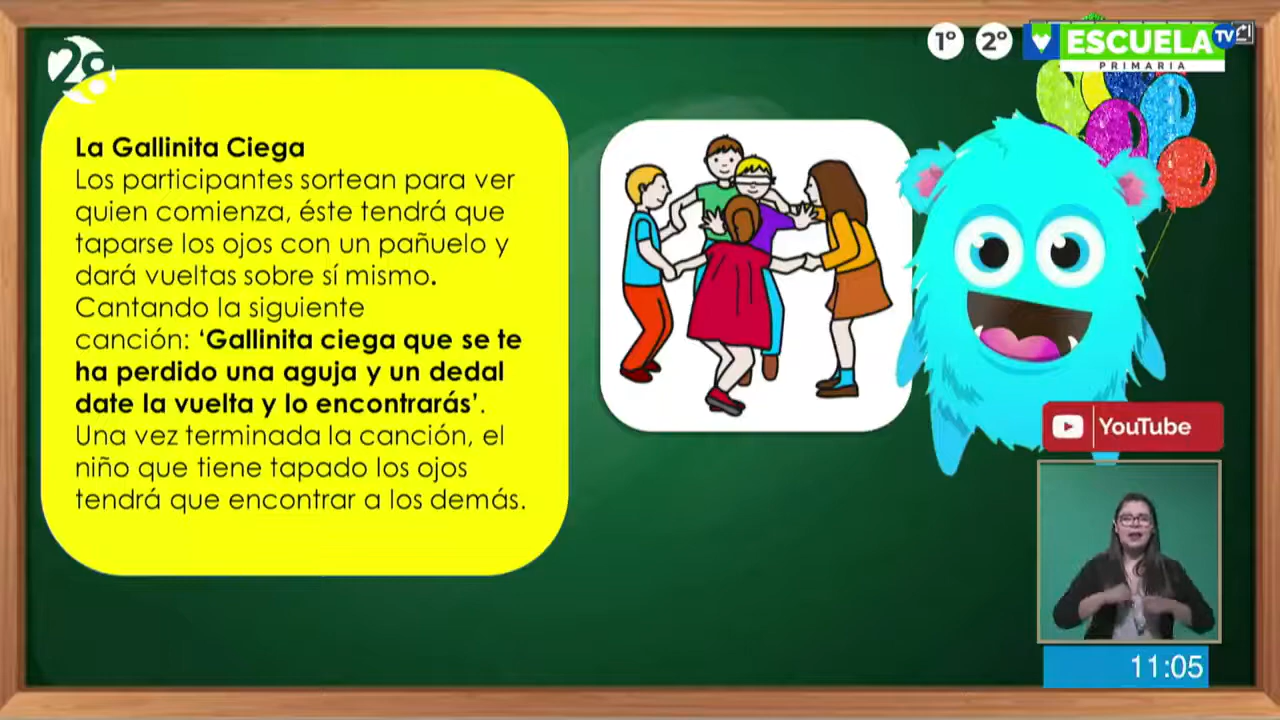 28
1º 2º ESCUELA TV
PRIMARIA
La Gallinita Ciega
Los participantes sortean para ver
quien comienza, éste tendrá que
taparse los ojos con un pañuelo y
dará vueltas sobre sí mismo.
Cantando la siguiente
canción: ‘Gallinita ciega que se te
ha perdido una aguja y un dedal
date la vuelta y lo encontrarás’.
Una vez terminada la canción, el
niño que tiene tapado los ojos
tendrá que encontrar a los demás.
YouTube
11:05